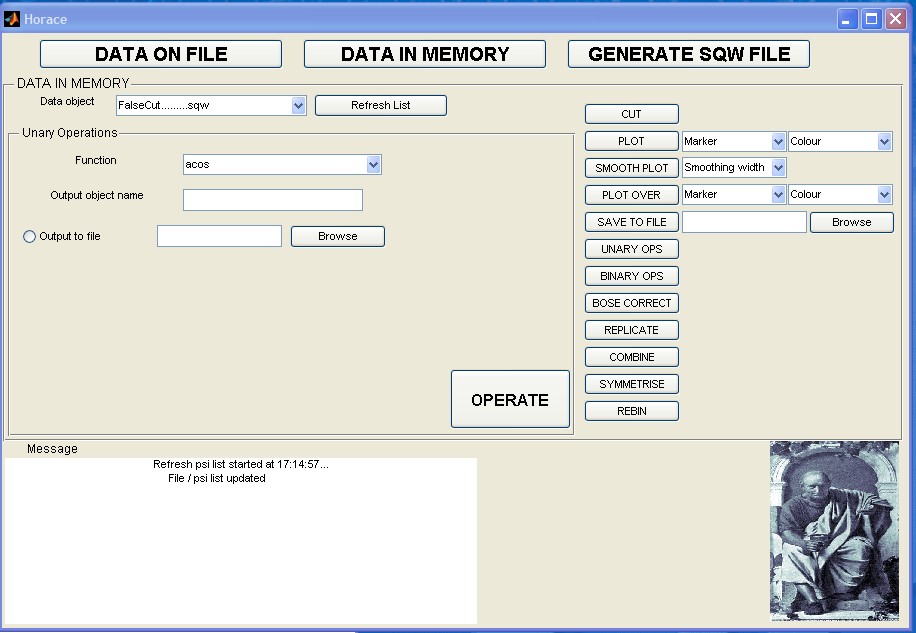 Horace
DATA ON FILE DATA IN MEMORY GENERATE SQW FILE
DATA IN MEMORY
Data object FalseCut.........sqw Refresh List
Unary Operations
Function acos
Output object name
Output to file Browse
OPERATE
CUT
PLOT Marker Colour
SMOOTH PLOT Smoothing width
PLOT OVER Marker Colour
SAVE TO FILE Browse
UNARY OPS
BINARY OPS
BOSE CORRECT
REPLICATE
COMBINE
SYMMETRISE
REBIN
Message
Refresh psi list started at 17:14:57...
File / psi list updated